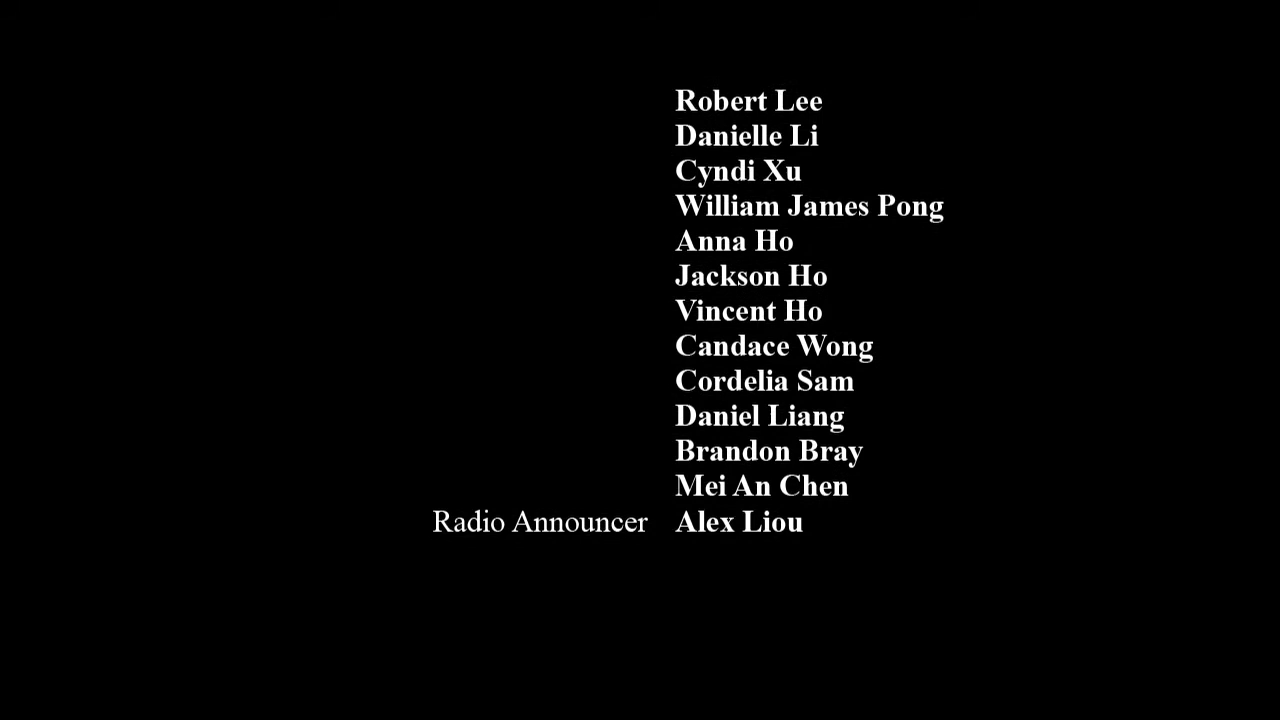 Robert Lee
Danielle Li
Cyndi Xu
William James Pong
Anna Ho
Jackson Ho
Vincent Ho
Candace Wong
Cordelia Sam
Daniel Liang
Brandon Bray
Mei An Chen
Radio Announcer Alex Liou